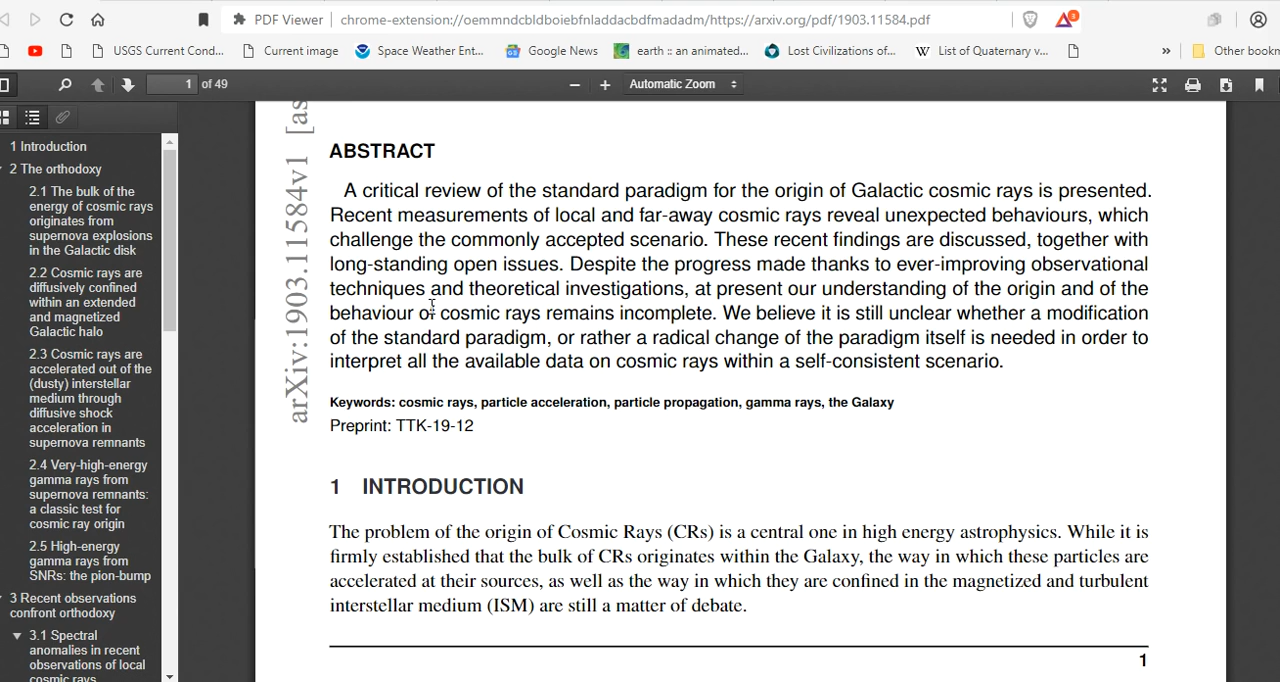 PDF Viewer
chrome-extension://oemmndcbldboiebfnladdacbdfmadadm/https://arxiv.org/pdf/1903.11584.pdf
8
USGS Current Cond...
Current image
Space Weather Ent...
Google News
earth :: an animated...
Lost Civilizations of...
W
List of Quaternary v...
»
Other bookm
1 of 49
Automatic Zoom
1 Introduction
2 The orthodoxy
2.1 The bulk of the
energy of cosmic rays
originates from
supernova explosions
in the Galactic disk
2.2 Cosmic rays are
diffusively confined
within an extended
and magnetized
Galactic halo
2.3 Cosmic rays are
accelerated out of the
(dusty) interstellar
medium through
diffusive shock
acceleration in
supernova remnants
2.4 Very-high-energy
gamma rays from
supernova remnants:
a classic test for
cosmic ray origin
2.5 High-energy
gamma rays from
SNRs: the pion-bump
3 Recent observations
confront orthodoxy
3.1 Spectral
anomalies in recent
observations of local
cosmic rays
arXiv:1903.11584v1 [as
ABSTRACT
A critical review of the standard paradigm for the origin of Galactic cosmic rays is presented.
Recent measurements of local and far-away cosmic rays reveal unexpected behaviours, which
challenge the commonly accepted scenario. These recent findings are discussed, together with
long-standing open issues. Despite the progress made thanks to ever-improving observational
techniques and theoretical investigations, at present our understanding of the origin and of the
behaviour of cosmic rays remains incomplete. We believe it is still unclear whether a modification
of the standard paradigm, or rather a radical change of the paradigm itself is needed in order to
interpret all the available data on cosmic rays within a self-consistent scenario.
Keywords: cosmic rays, particle acceleration, particle propagation, gamma rays, the Galaxy
Preprint: TTK-19-12
1 INTRODUCTION
The problem of the origin of Cosmic Rays (CRs) is a central one in high energy astrophysics. While it is
firmly established that the bulk of CRs originates within the Galaxy, the way in which these particles are
accelerated at their sources, as well as the way in which they are confined in the magnetized and turbulent
interstellar medium (ISM) are still a matter of debate.
1